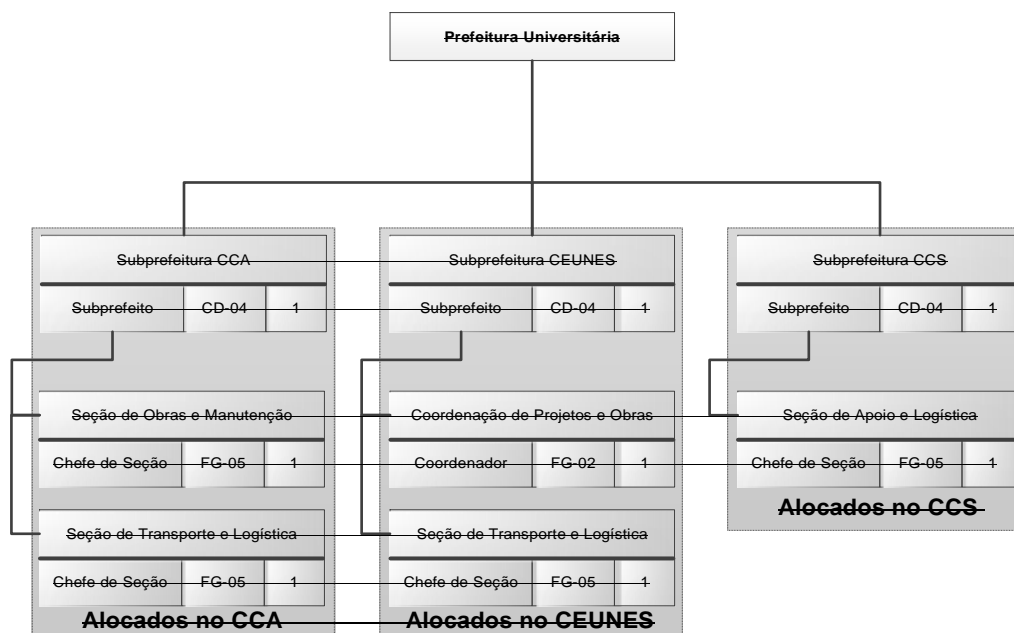 Prefeitura Universitária
Subprefeitura CCA
Subprefeito CD-04 1
Seção de Obras e Manutenção
Chefe de Seção FG-05 1
Seção de Transporte e Logística
Chefe de Seção FG-05 1
Alocados no CCA
Subprefeitura CEUNES
Subprefeito CD-04 1
Coordenação de Projetos e Obras
Coordenador FG-02 1
Seção de Transporte e Logística
Chefe de Seção FG-05 1
Alocados no CEUNES
Subprefeitura CCS
Subprefeito CD-04 1
Seção de Apoio e Logística
Chefe de Seção FG-05 1
Alocados no CCS